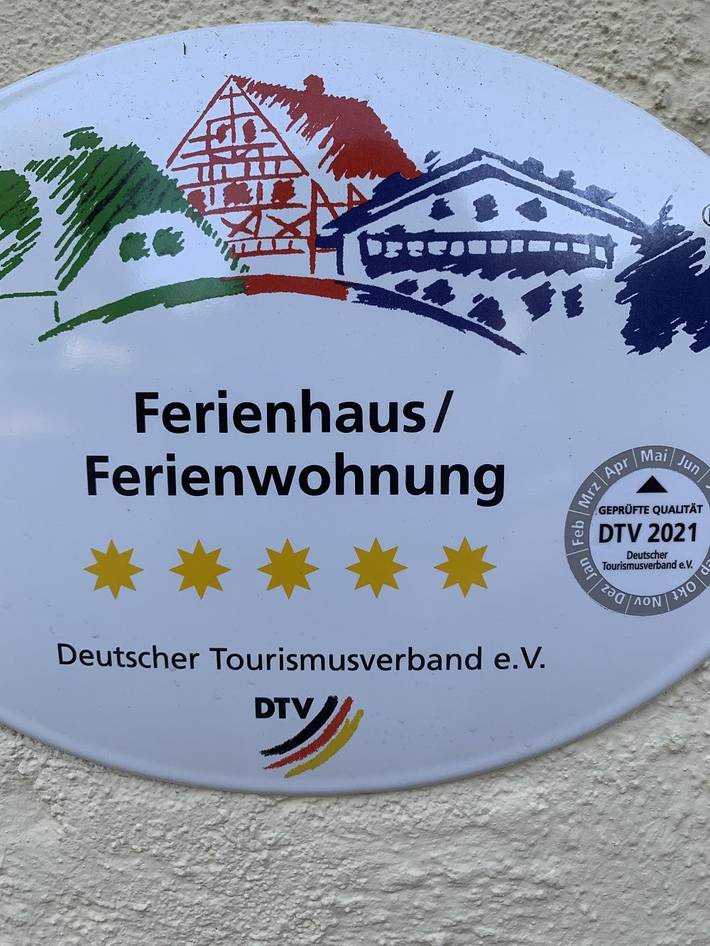 Ferienhaus/
Ferienwohnung
Jan Feb Mrz Apr Mai Jun
Okt Nov Dez
GEPRÜFTE QUALITÄT
DTV 2021
Deutscher
Tourismusverband e.V.
Deutscher Tourismusverband e.V.
DTV